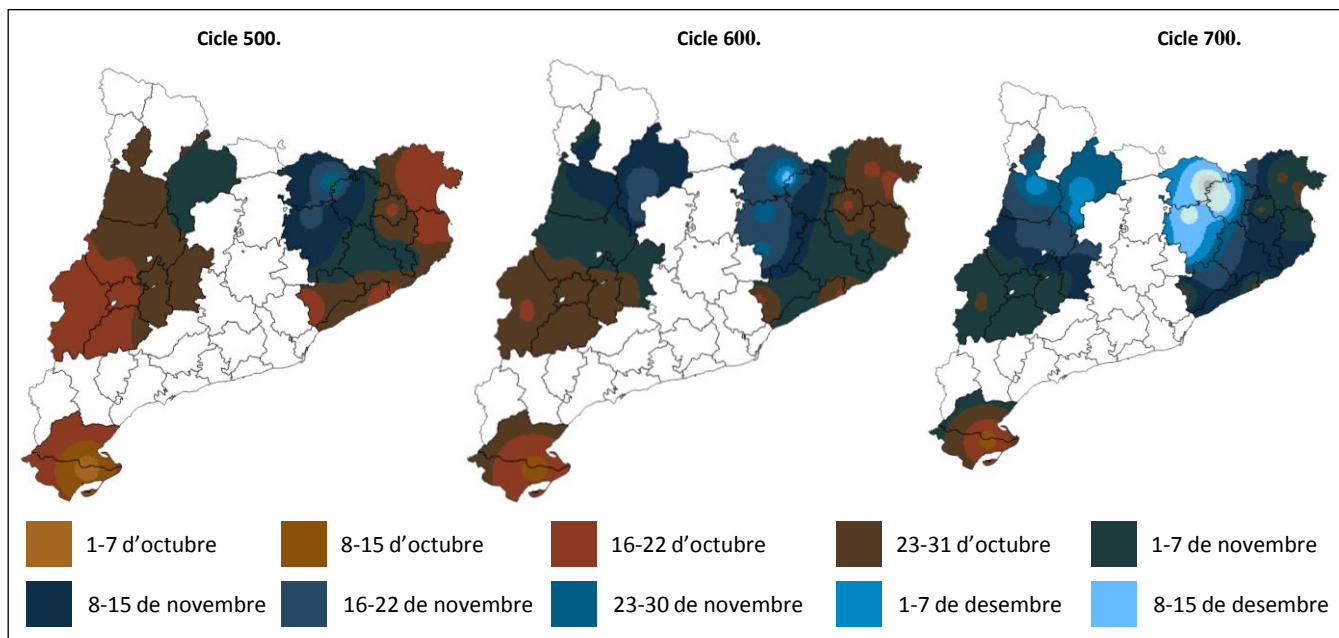 Cicle 500.
Cicle 600.
Cicle 700.
1-7 d’octubre
8-15 d’octubre
16-22 d’octubre
23-31 d’octubre
1-7 de novembre
8-15 de novembre
16-22 de novembre
23-30 de novembre
1-7 de desembre
8-15 de desembre